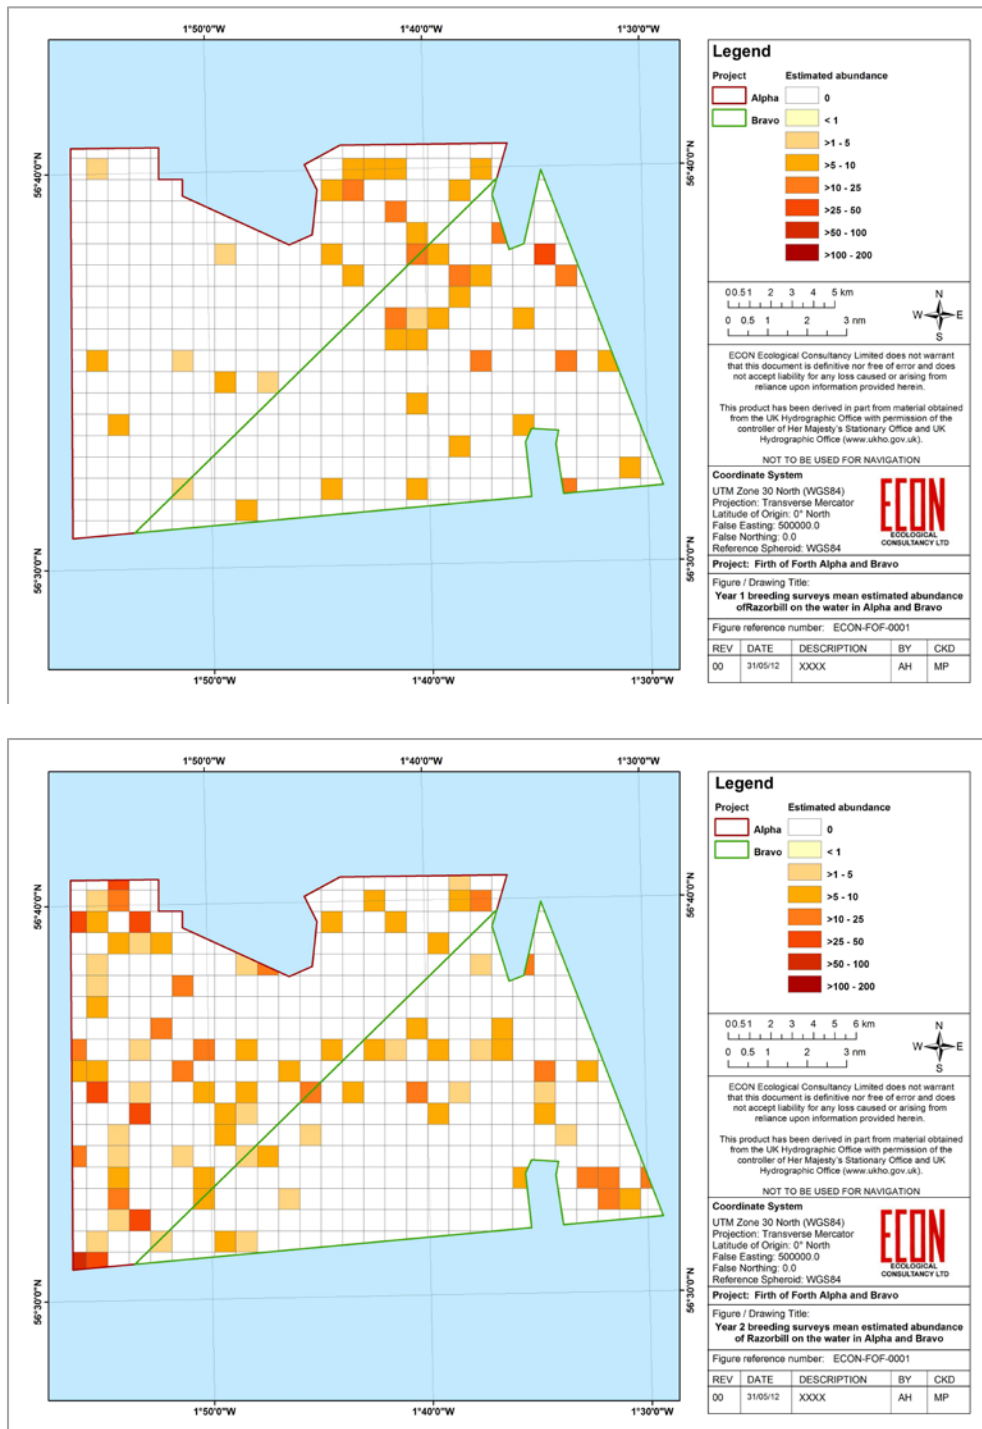 1°50'0"W 1°40'0"W 1°30'0"W
56°40'0"N 56°40'0"N
56°30'0"N 56°30'0"N
1°50'0"W 1°40'0"W 1°30'0"W
Legend
Project Estimated abundance
Alpha 0
Bravo < 1
>1 - 5
>5 - 10
>10 - 25
>25 - 50
>50 - 100
>100 - 200
0 0.5 1 2 3 4 5 km
0 0.5 1 2 3 nm
N
W E
S
ECON Ecological Consultancy Limited does not warrant
that this document is definitive nor free of error and does
not accept liability for any loss caused or arising from
reliance upon information provided herein.
This product has been derived in part from material obtained
from the UK Hydrographic Office with permission of the
controller of Her Majesty's Stationary Office and UK
Hydrographic Office (www.ukho.gov.uk).
NOT TO BE USED FOR NAVIGATION
Coordinate System
UTM Zone 30 North (WGS84)
Projection: Transverse Mercator
Latitude of Origin: 0° North
False Easting: 500000.0
False Northing: 0.0
Reference Spheroid: WGS84
ECON
ECOLOGICAL
CONSULTANCY LTD
Project: Firth of Forth Alpha and Bravo
Figure / Drawing Title:
Year 1 breeding surveys mean estimated abundance
ofRazorbill on the water in Alpha and Bravo
Figure reference number: ECON-FOF-0001
REV DATE DESCRIPTION BY CKD
00 31/05/12 XXXX AH MP
1°50'0"W 1°40'0"W 1°30'0"W
56°40'0"N 56°40'0"N
56°30'0"N 56°30'0"N
1°50'0"W 1°40'0"W 1°30'0"W
Legend
Project Estimated abundance
Alpha 0
Bravo < 1
>1 - 5
>5 - 10
>10 - 25
>25 - 50
>50 - 100
>100 - 200
0 0.5 1 2 3 4 5 6 km
0 0.5 1 2 3 nm
N
W E
S
ECON Ecological Consultancy Limited does not warrant
that this document is definitive nor free of error and does
not accept liability for any loss caused or arising from
reliance upon information provided herein.
This product has been derived in part from material obtained
from the UK Hydrographic Office with permission of the
controller of Her Majesty's Stationary Office and UK
Hydrographic Office (www.ukho.gov.uk).
NOT TO BE USED FOR NAVIGATION
Coordinate System
UTM Zone 30 North (WGS84)
Projection: Transverse Mercator
Latitude of Origin: 0° North
False Easting: 500000.0
False Northing: 0.0
Reference Spheroid: WGS84
ECON
ECOLOGICAL
CONSULTANCY LTD
Project: Firth of Forth Alpha and Bravo
Figure / Drawing Title:
Year 2 breeding surveys mean estimated abundance
of Razorbill on the water in Alpha and Bravo
Figure reference number: ECON-FOF-0001
REV DATE DESCRIPTION BY CKD
00 31/05/12 XXXX AH MP